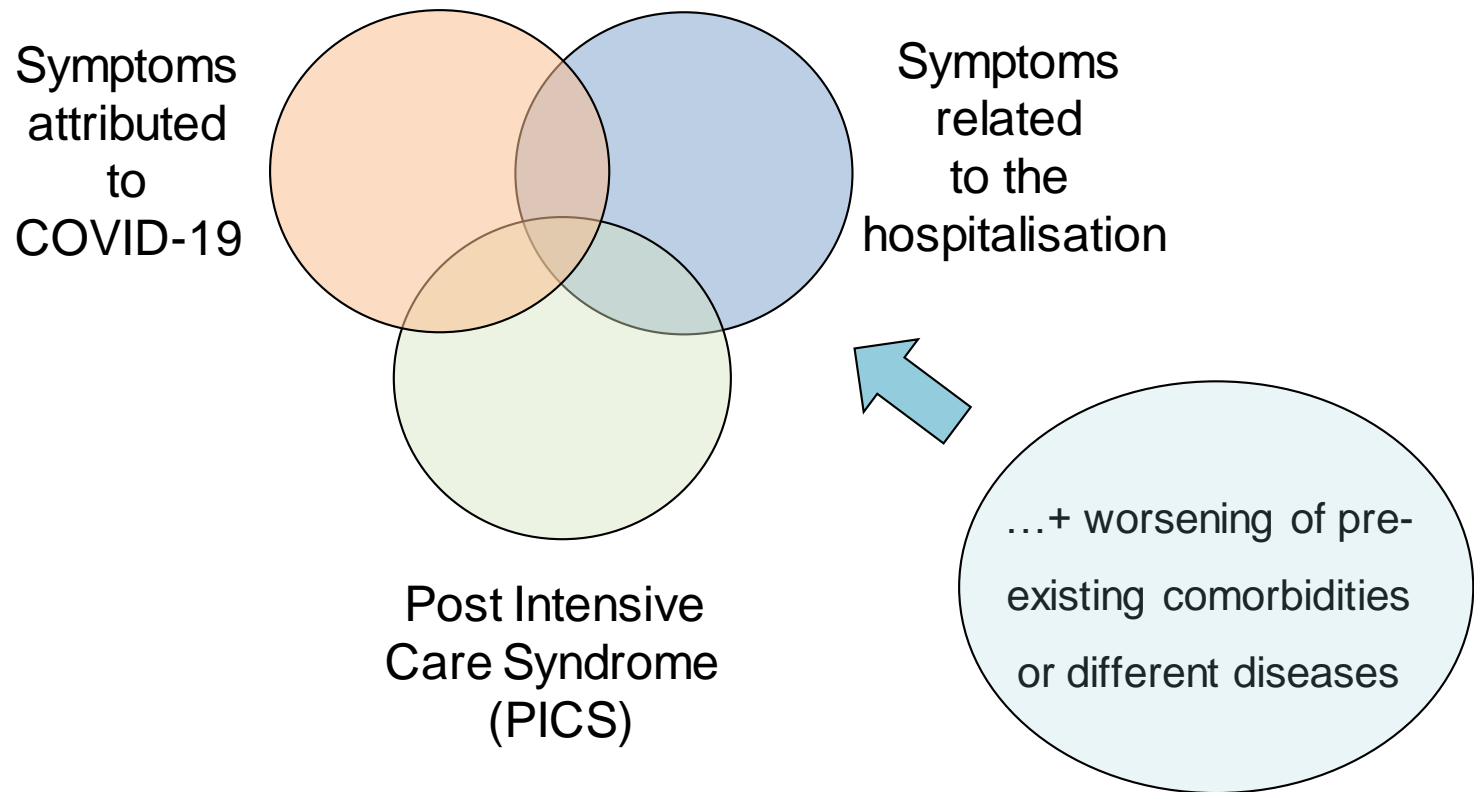 Symptoms
attributed
to
COVID-19
Symptoms
related
to the
hospitalisation
Post Intensive
Care Syndrome
(PICS)
…+ worsening of pre-
existing comorbidities
or different diseases